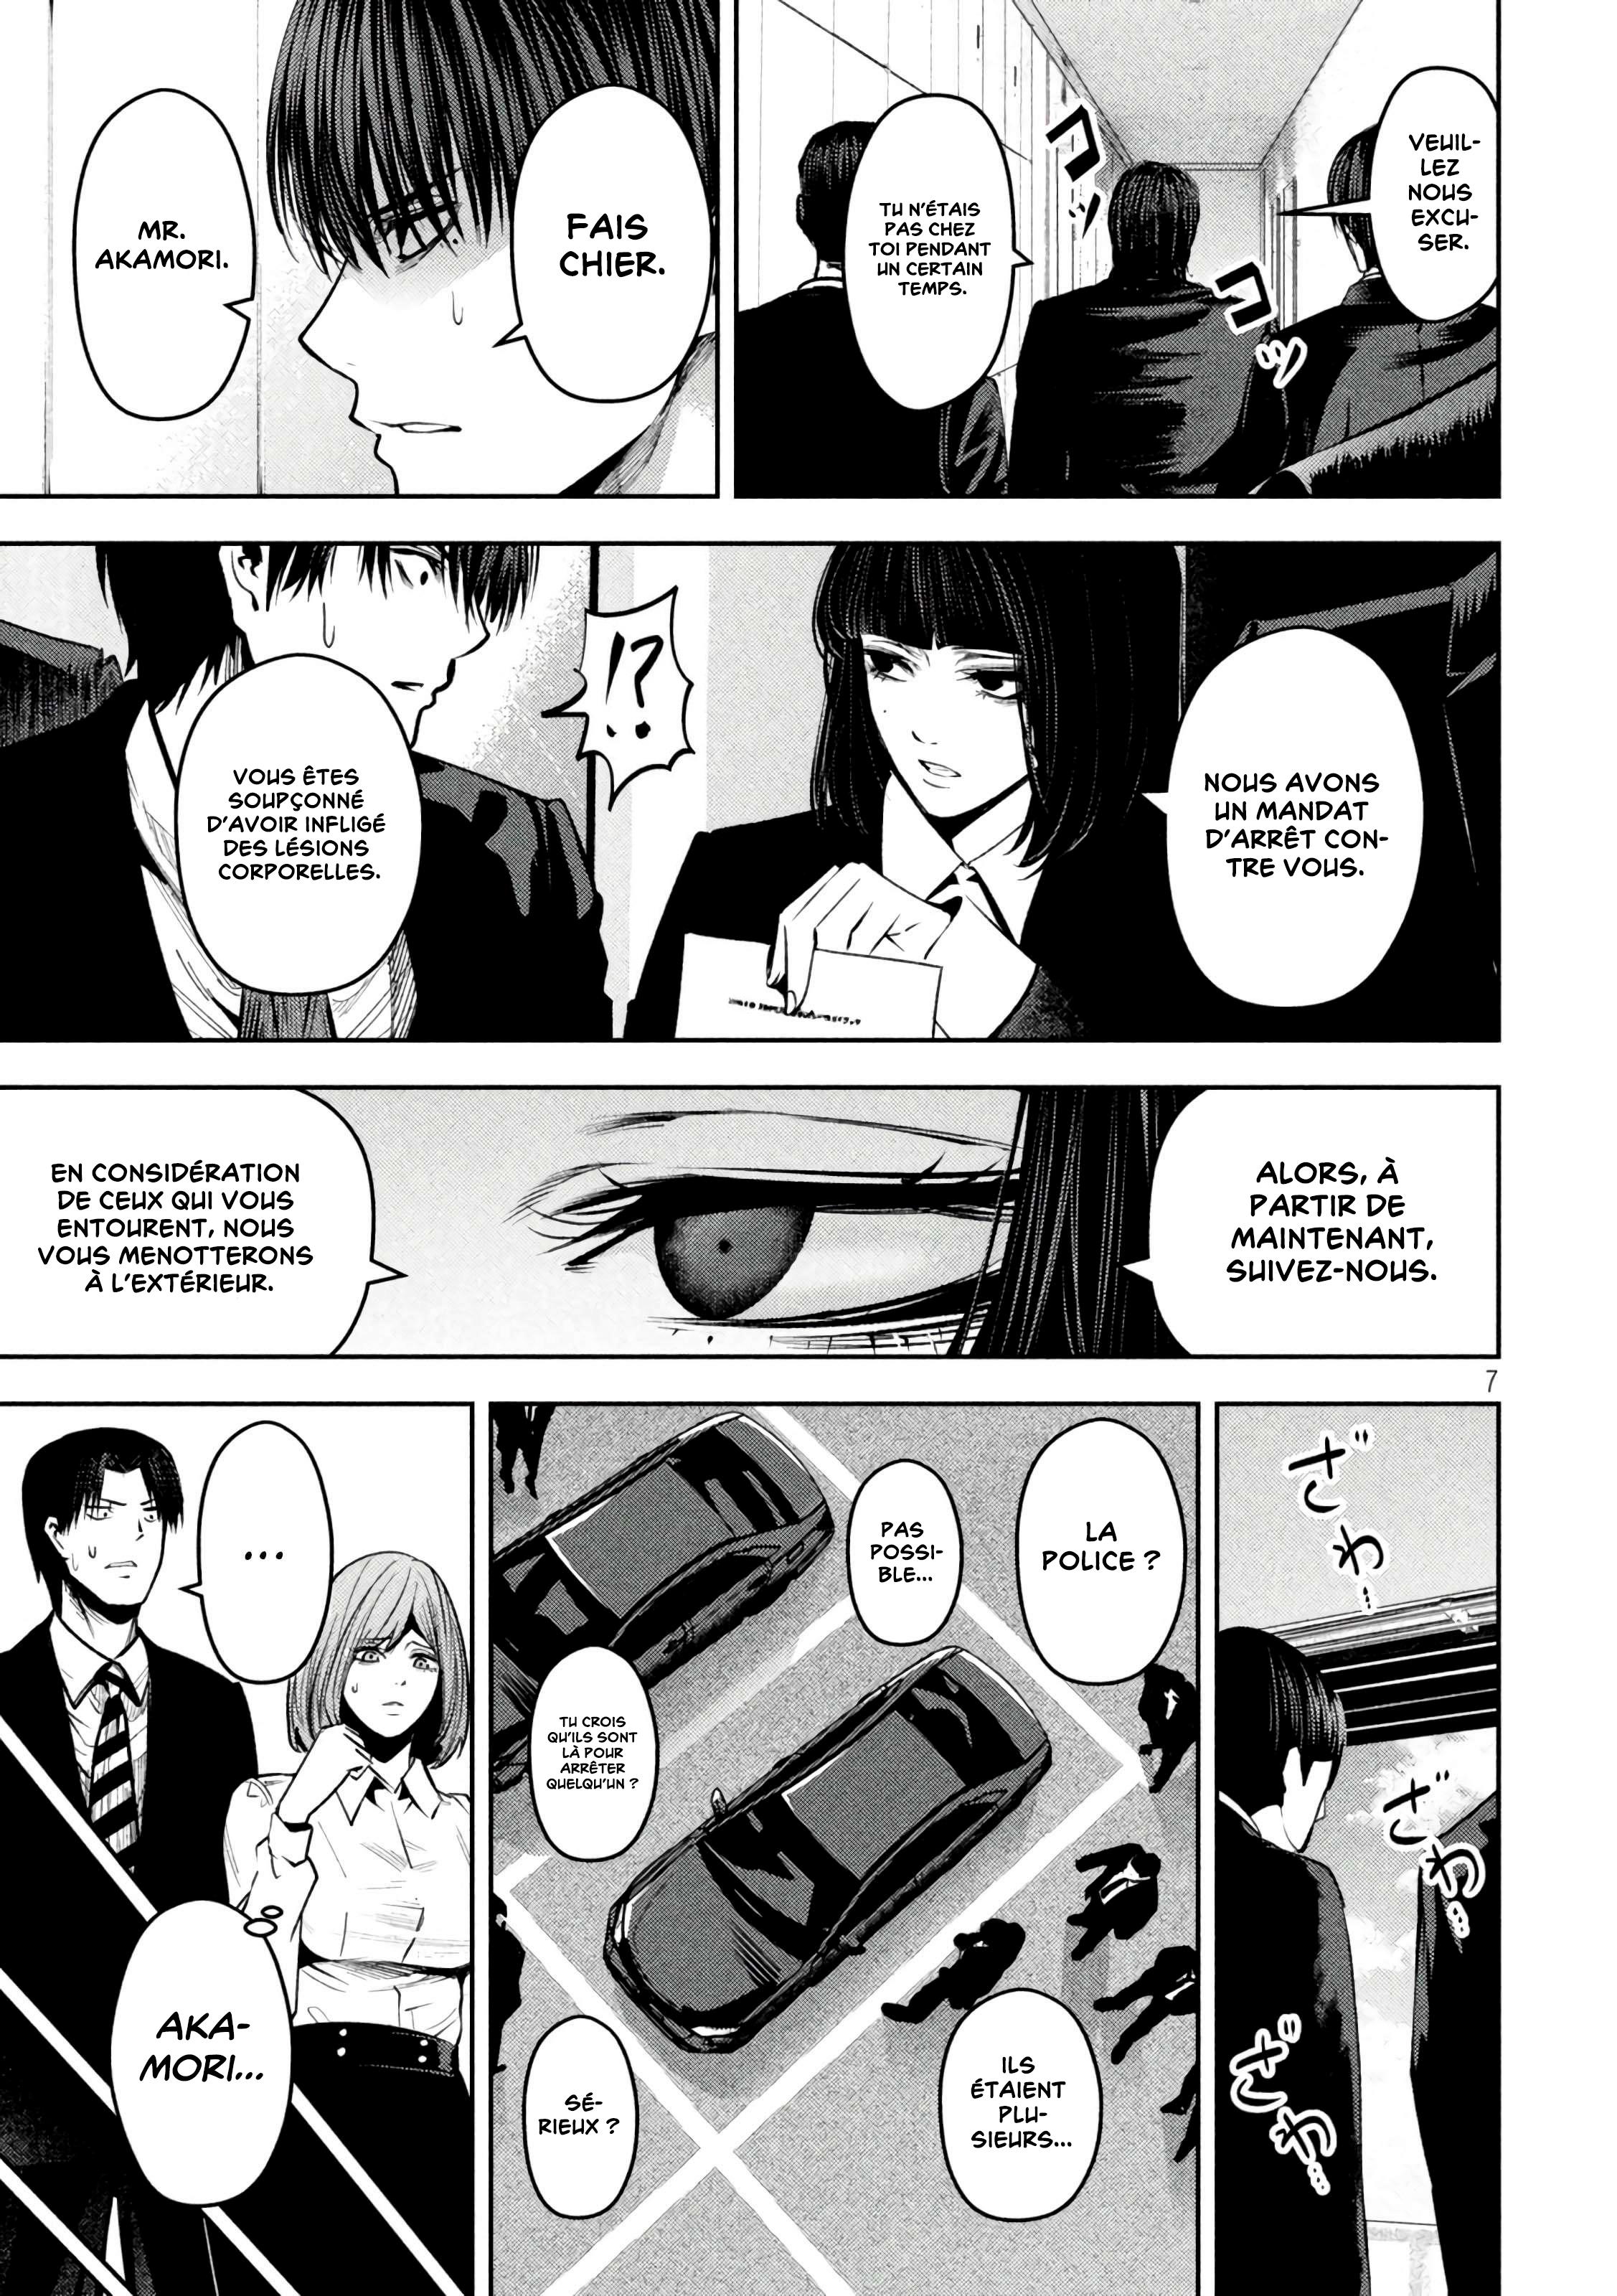 VEUIL-
LEZ
NOUS
EXCU-
SER.
コ
ッ
コ
ッ
TU N'ÉTAIS
PAS CHEZ
TOI PENDANT
UN CERTAIN
TEMPS.
FAIS
CHIER.
MR.
AKAMORI.
NOUS AVONS
UN MANDAT
D'ARRÊT CON-
TRE VOUS.
!?
VOUS ÊTES
SOUPÇONNÉ
D'AVOIR INFLIGÉ
DES LÉSIONS
CORPORELLES.
ALORS, À
PARTIR DE
MAINTENANT,
SUIVEZ-NOUS.
EN CONSIDÉRATION
DE CEUX QUI VOUS
ENTOURENT, NOUS
VOUS MENOTTERONS
À L'EXTÉRIEUR.
7
ざわ…
ざわ…
ざわ…
LA
POLICE ?
PAS
POSSI-
BLE...
TU CROIS
QU'ILS SONT
LÀ POUR
ARRÊTER
QUELQU'UN ?
ILS
ÉTAIENT
PLU-
SIEURS...
SÉ-
RIEUX ?
...
AKA-
MORI...